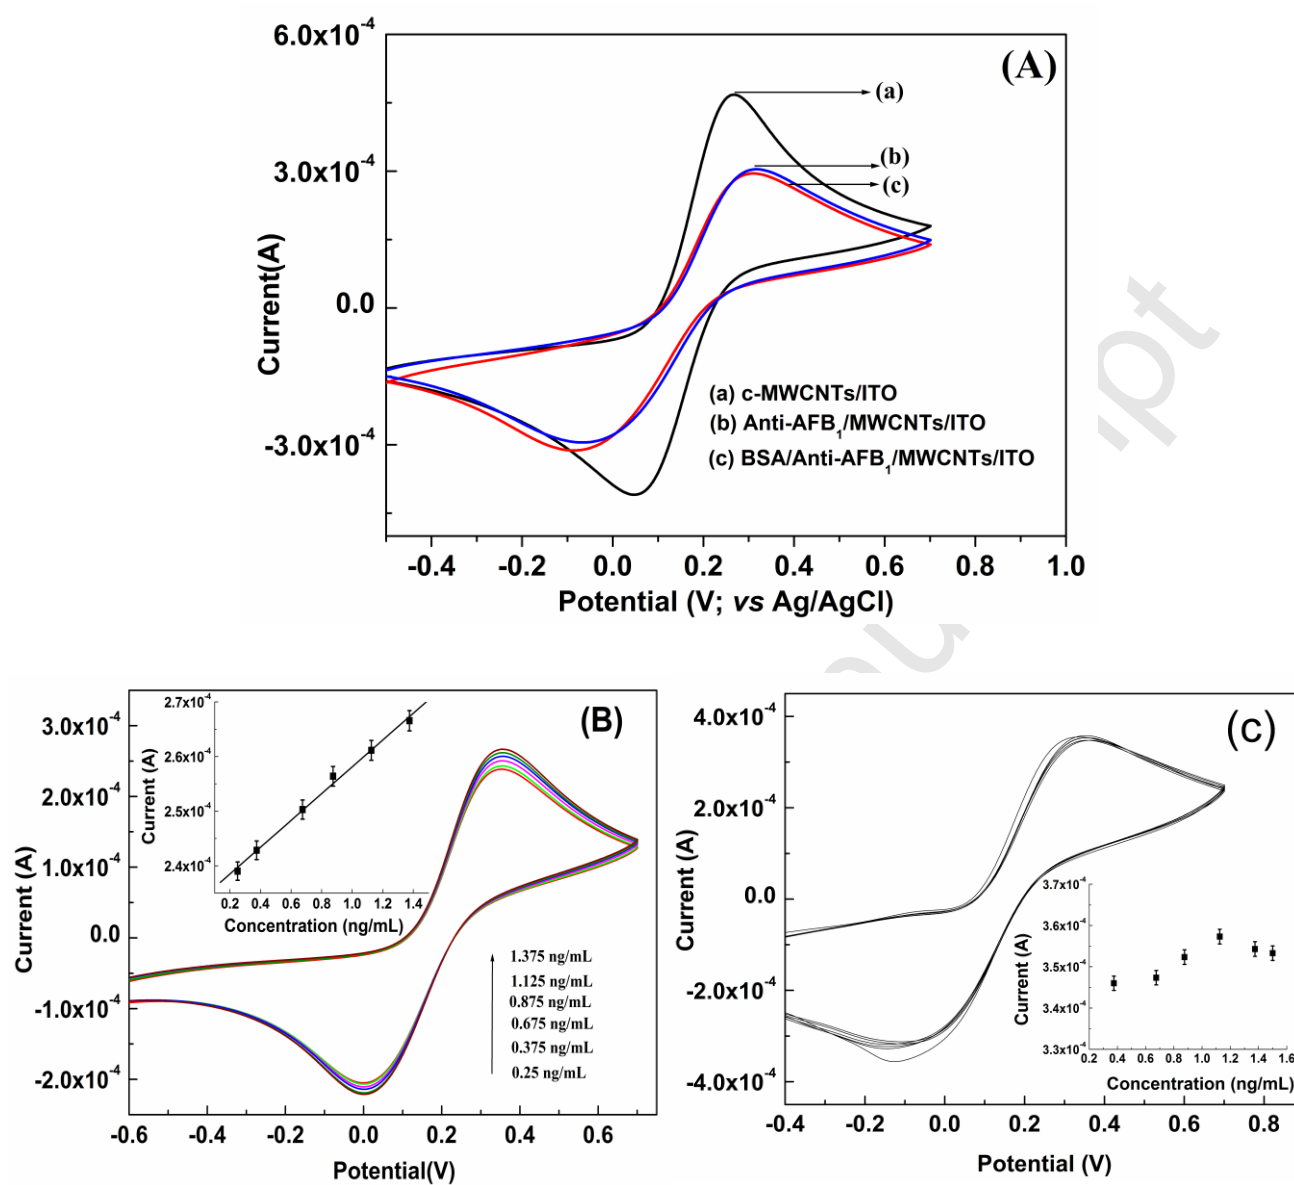 (A)
6.0x10⁻⁴
3.0x10⁻⁴
0.0
-3.0x10⁻⁴
Current(A)
(a)
(b)
(c)
(a) c-MWCNTs/ITO
(b) Anti-AFB₁/MWCNTs/ITO
(c) BSA/Anti-AFB₁/MWCNTs/ITO
-0.4 -0.2 0.0 0.2 0.4 0.6 0.8 1.0
Potential (V; vs Ag/AgCl)
(B)
3.0x10⁻⁴
2.0x10⁻⁴
1.0x10⁻⁴
0.0
-1.0x10⁻⁴
-2.0x10⁻⁴
Current (A)
2.7x10⁻⁴
2.6x10⁻⁴
2.5x10⁻⁴
2.4x10⁻⁴
Current (A)
0.2 0.4 0.6 0.8 1.0 1.2 1.4
Concentration (ng/mL)
1.375 ng/mL
1.125 ng/mL
0.875 ng/mL
0.675 ng/mL
0.375 ng/mL
0.25 ng/mL
-0.6 -0.4 -0.2 0.0 0.2 0.4 0.6
Potential(V)
(c)
4.0x10⁻⁴
2.0x10⁻⁴
0.0
-2.0x10⁻⁴
-4.0x10⁻⁴
Current (A)
3.7x10⁻⁴
3.5x10⁻⁴
3.3x10⁻⁴
Current (A)
0.2 0.4 0.6 0.8 1.0 1.2 1.4 1.6
Concentration (ng/mL)
-0.4 -0.2 0.0 0.2 0.4 0.6 0.8
Potential (V)